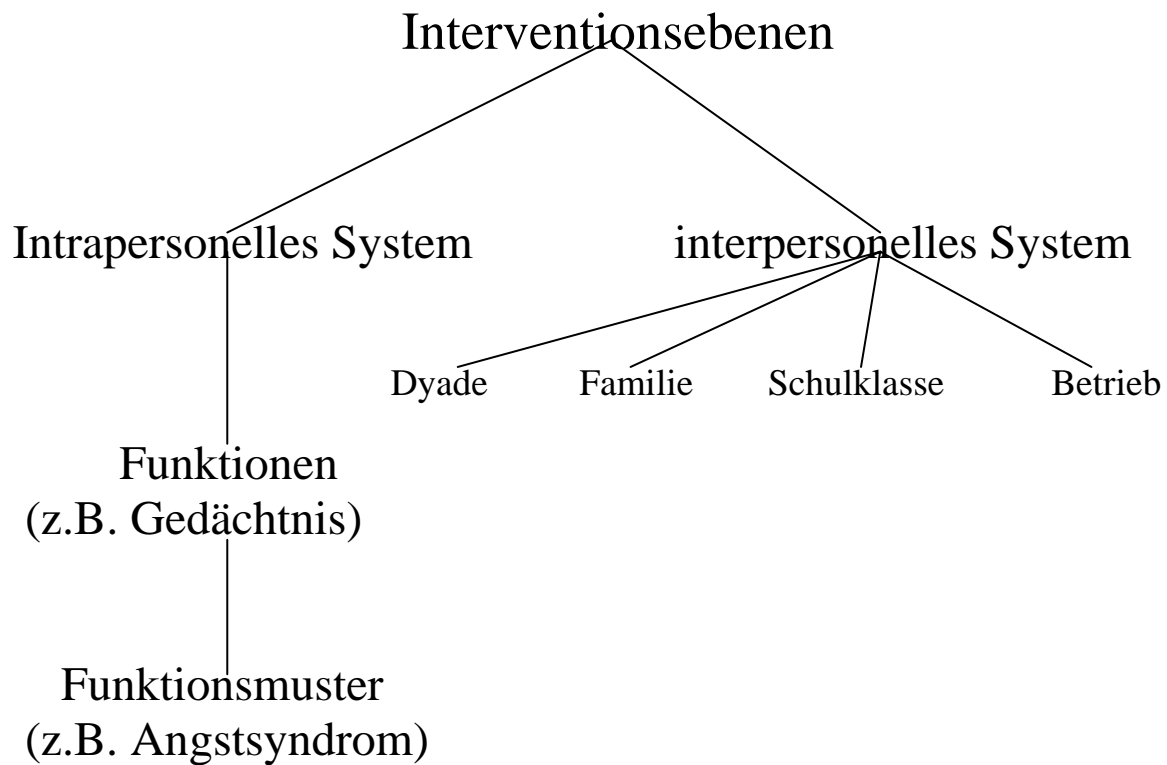 Interventionsebenen
Intrapersonelles System
interpersonelles System
Dyade
Familie
Schulklasse
Betrieb
Funktionen
(z.B. Gedächtnis)
Funktionsmuster
(z.B. Angstsyndrom)